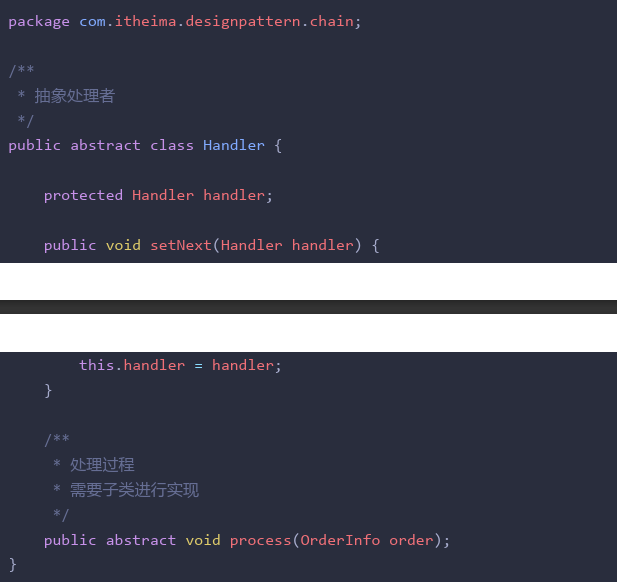 package com.itheima.designpattern.chain;
/**
 * 抽象处理者
 */
public abstract class Handler {
    protected Handler handler;
    public void setNext(Handler handler) {
        this.handler = handler;
    }
    /**
     * 处理过程
     * 需要子类进行实现
     */
    public abstract void process(OrderInfo order);
}